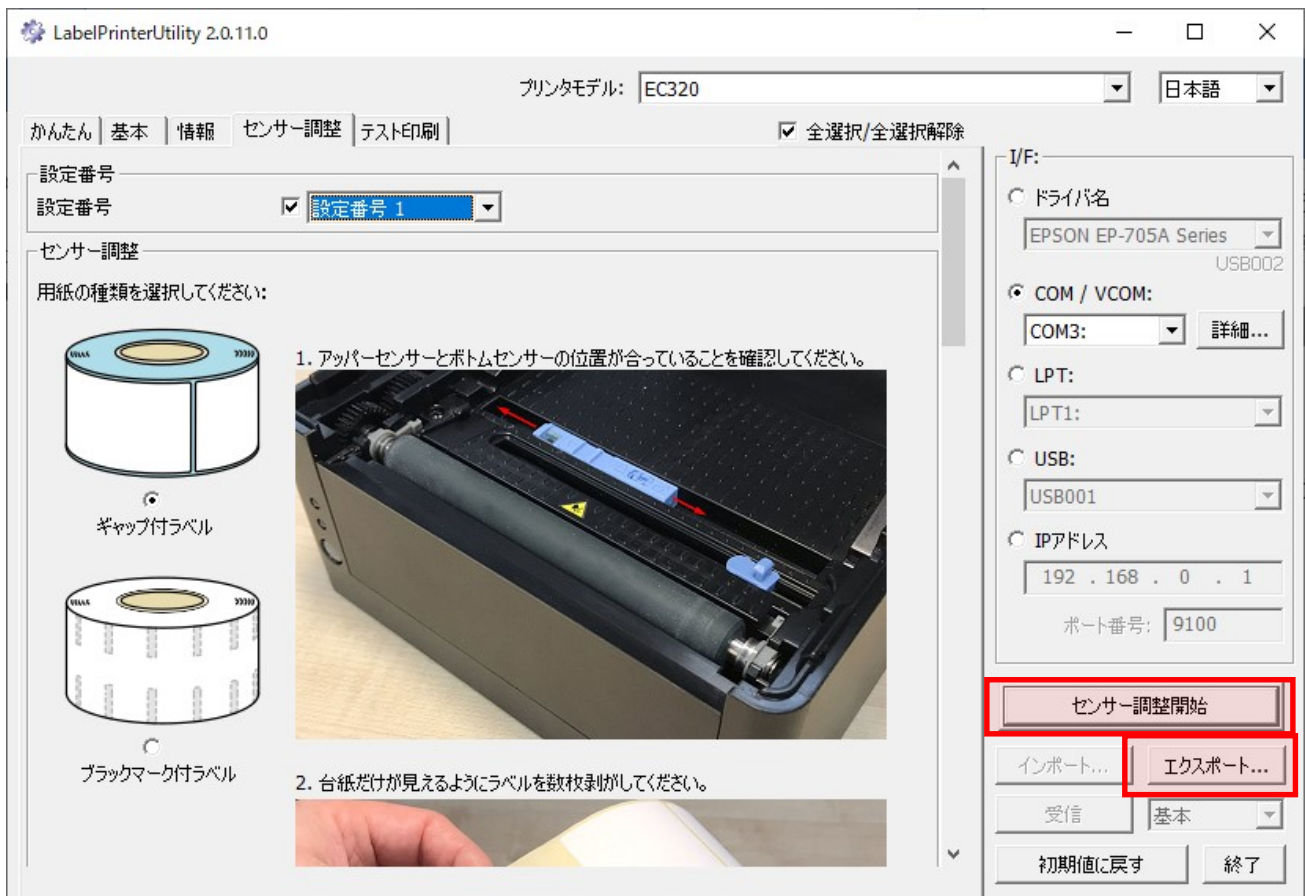 LabelPrinterUtility 2.0.11.0
プリンタモデル: EC320 日本語
かんたん 基本 情報 センサー調整 テスト印刷 全選択/全選択解除
設定番号
設定番号 設定番号 1
センサー調整
用紙の種類を選択してください:
ギャップ付ラベル
ブラックマーク付ラベル
1. アッパーセンサーとボトムセンサーの位置が合っていることを確認してください。
2. 台紙だけが見えるようにラベルを数枚剥がしてください。
I/F:
ドライバ名
EPSON EP-705A Series
USB002
COM / VCOM:
COM3: 詳細...
LPT:
LPT1:
USB:
USB001
IPアドレス
192 . 168 . 0 . 1
ポート番号: 9100
センサー調整開始
インポート... エクスポート...
受信 基本
初期値に戻す 終了